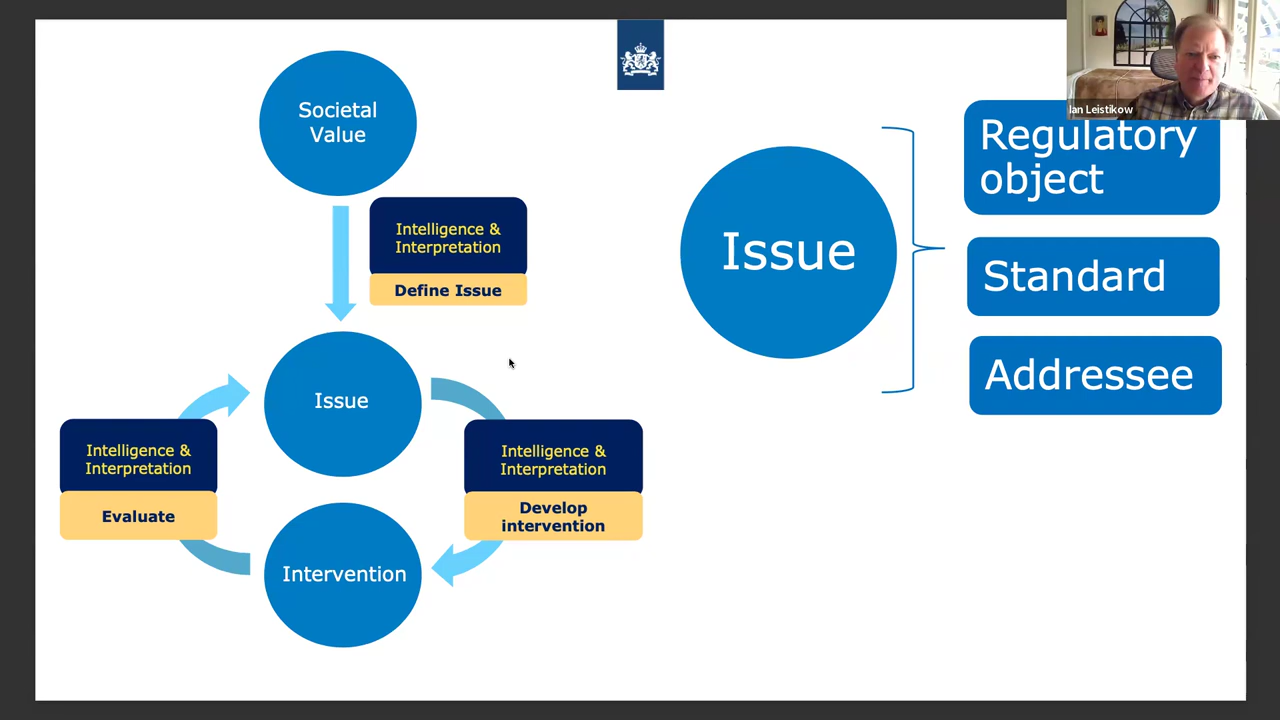 Societal
Value
Intelligence &
Interpretation
Define Issue
Issue
Intelligence &
Interpretation
Evaluate
Intelligence &
Interpretation
Develop
intervention
Intervention
Issue
Ian Leistikow
Regulatory
object
Standard
Addressee